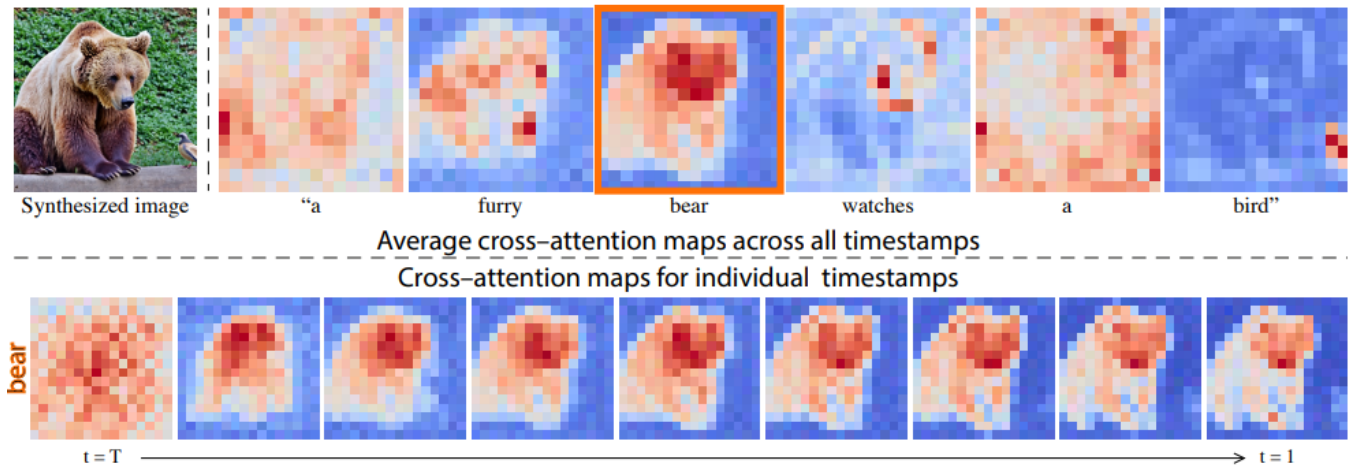 Synthesized image “a furry bear watches a bird”
Average cross–attention maps across all timestamps
Cross–attention maps for individual timestamps
bear
t = T t = 1